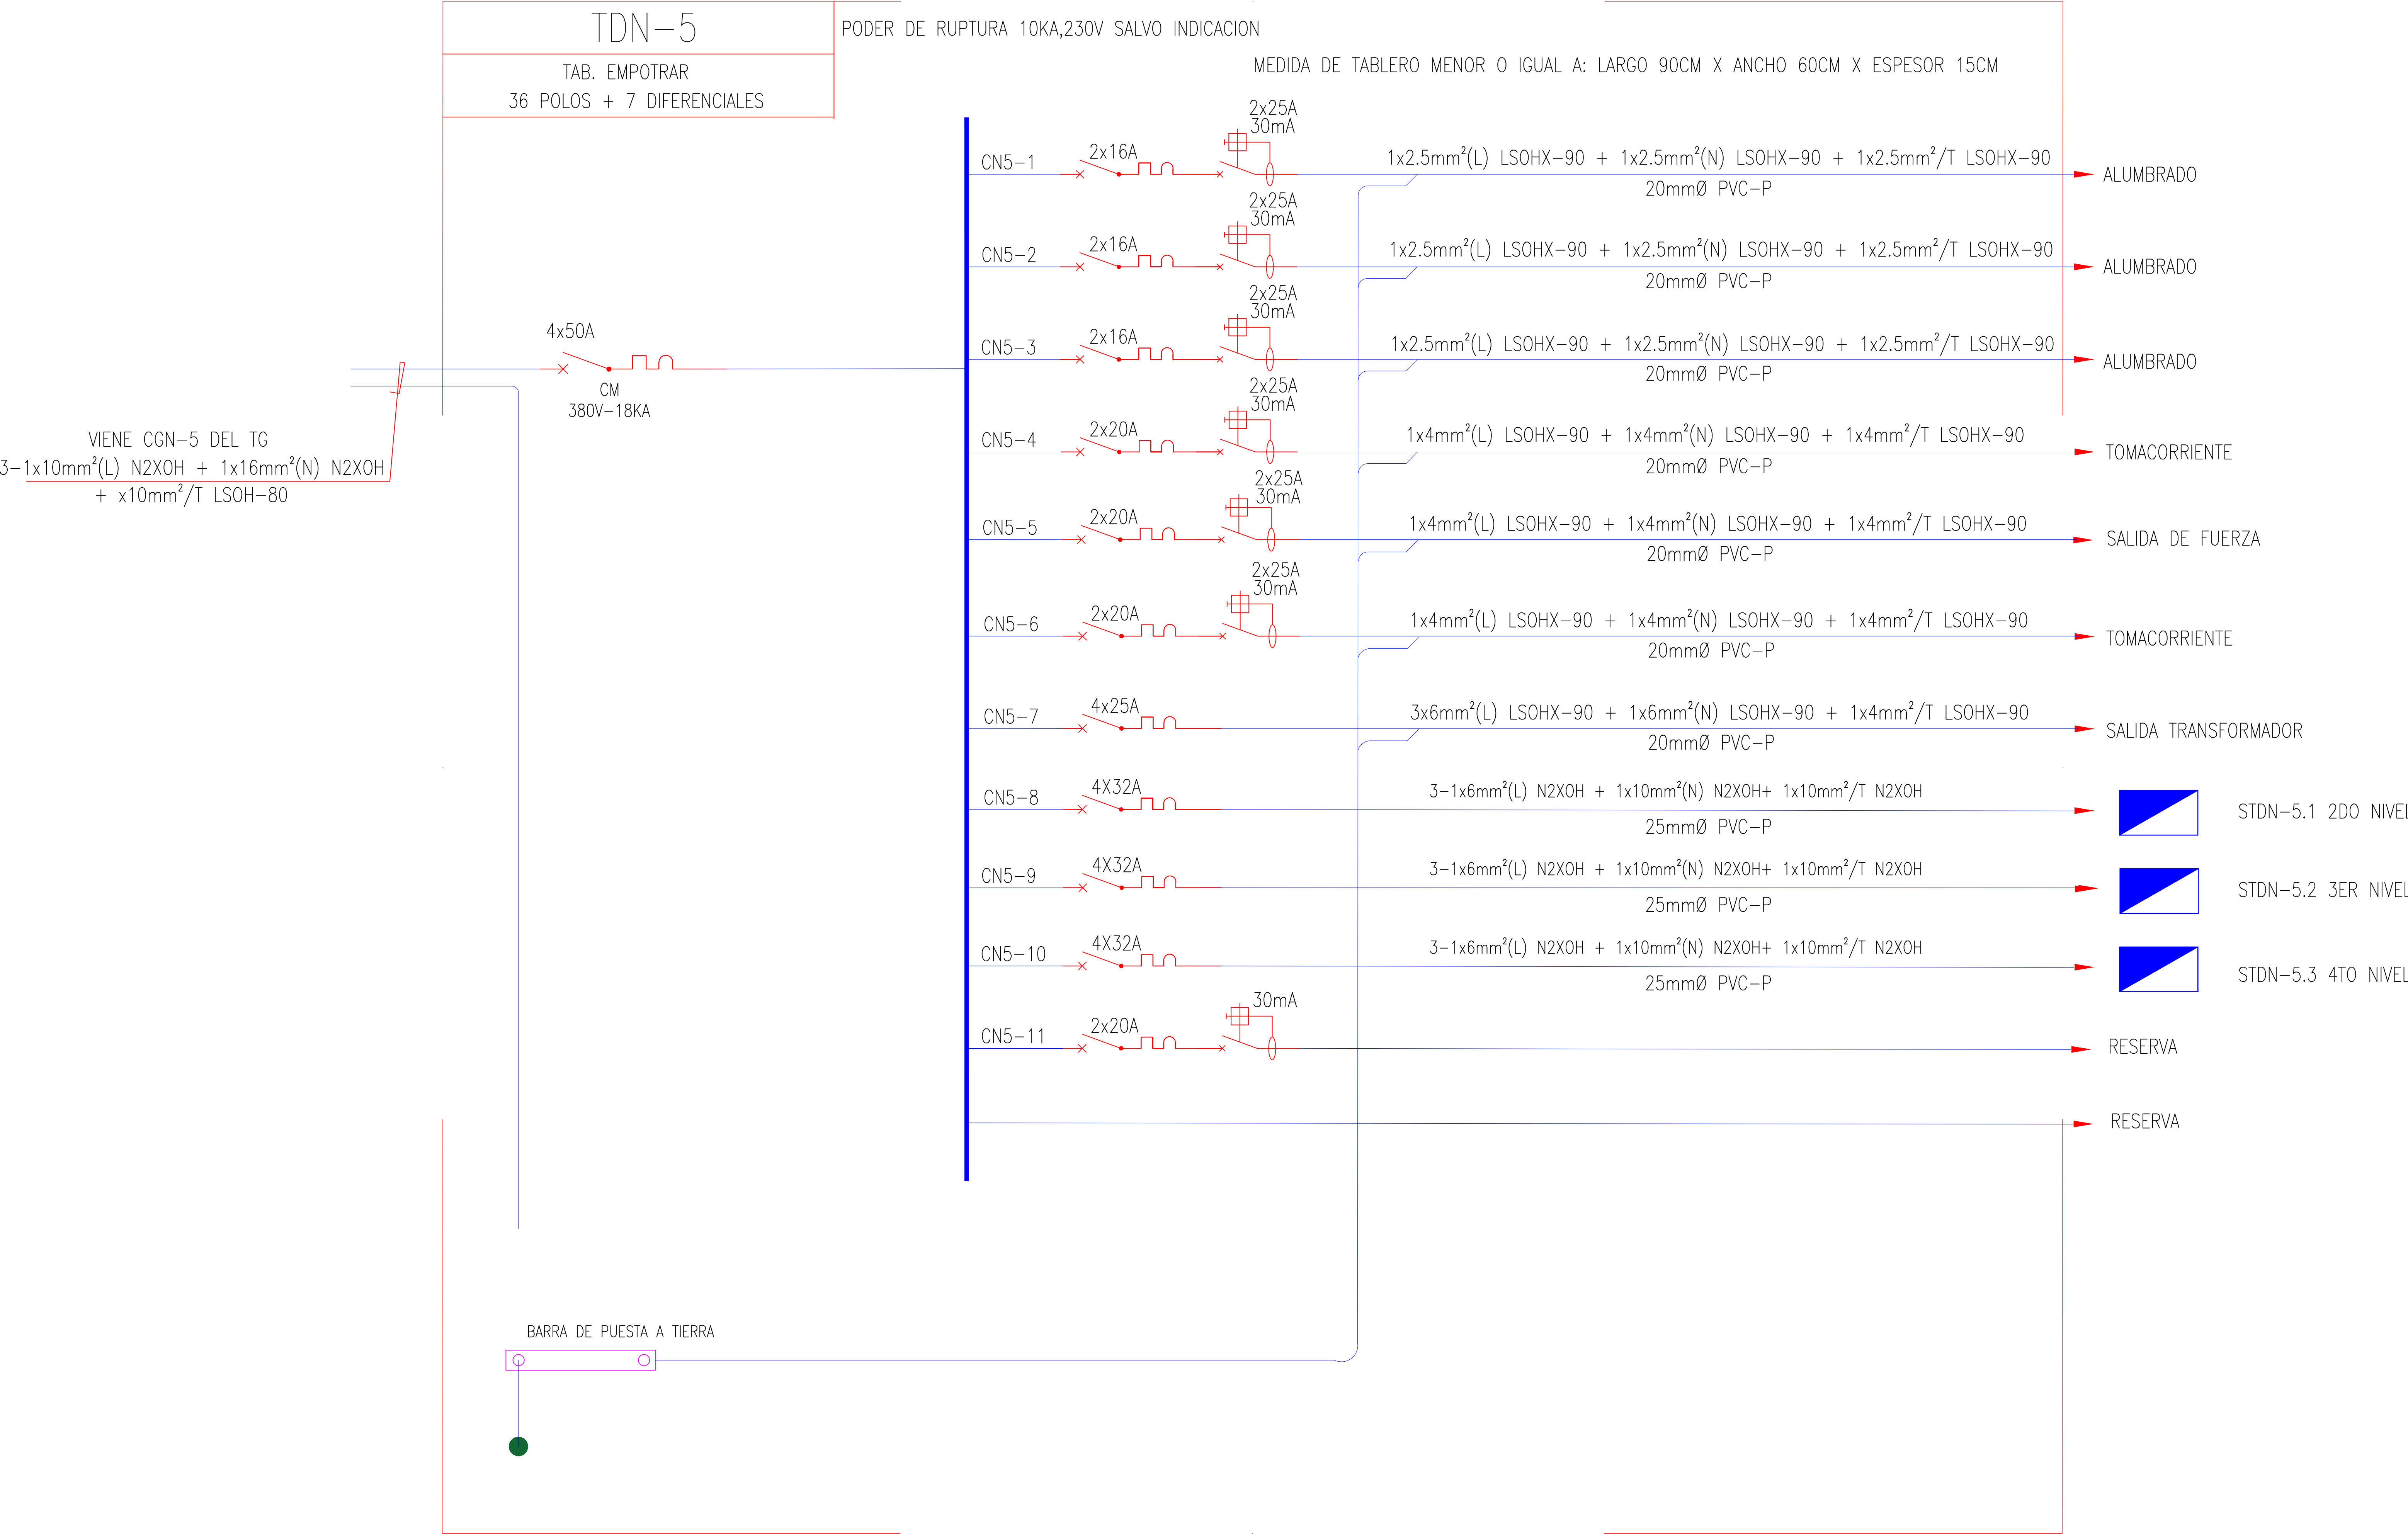 TDN-5
TAB. EMPOTRAR
36 POLOS + 7 DIFERENCIALES
PODER DE RUPTURA 10KA,230V SALVO INDICACION
MEDIDA DE TABLERO MENOR O IGUAL A: LARGO 90CM X ANCHO 60CM X ESPESOR 15CM
4x50A
CM
380V-18KA
VIENE CGN-5 DEL TG
3-1x10mm²(L) N2XOH + 1x16mm²(N) N2XOH
+ x10mm²/T LSOH-80
CN5-1
2x16A
2x25A
30mA
1x2.5mm²(L) LSOHX-90 + 1x2.5mm²(N) LSOHX-90 + 1x2.5mm²/T LSOHX-90
20mmØ PVC-P
ALUMBRADO
CN5-2
2x16A
2x25A
30mA
1x2.5mm²(L) LSOHX-90 + 1x2.5mm²(N) LSOHX-90 + 1x2.5mm²/T LSOHX-90
20mmØ PVC-P
ALUMBRADO
CN5-3
2x16A
2x25A
30mA
1x2.5mm²(L) LSOHX-90 + 1x2.5mm²(N) LSOHX-90 + 1x2.5mm²/T LSOHX-90
20mmØ PVC-P
ALUMBRADO
CN5-4
2x20A
2x25A
30mA
1x4mm²(L) LSOHX-90 + 1x4mm²(N) LSOHX-90 + 1x4mm²/T LSOHX-90
20mmØ PVC-P
TOMACORRIENTE
CN5-5
2x20A
2x25A
30mA
1x4mm²(L) LSOHX-90 + 1x4mm²(N) LSOHX-90 + 1x4mm²/T LSOHX-90
20mmØ PVC-P
SALIDA DE FUERZA
CN5-6
2x20A
2x25A
30mA
1x4mm²(L) LSOHX-90 + 1x4mm²(N) LSOHX-90 + 1x4mm²/T LSOHX-90
20mmØ PVC-P
TOMACORRIENTE
CN5-7
4x25A
3x6mm²(L) LSOHX-90 + 1x6mm²(N) LSOHX-90 + 1x4mm²/T LSOHX-90
20mmØ PVC-P
SALIDA TRANSFORMADOR
CN5-8
4X32A
3-1x6mm²(L) N2XOH + 1x10mm²(N) N2XOH+ 1x10mm²/T N2XOH
25mmØ PVC-P
STDN-5.1 2DO NIVEL
CN5-9
4X32A
3-1x6mm²(L) N2XOH + 1x10mm²(N) N2XOH+ 1x10mm²/T N2XOH
25mmØ PVC-P
STDN-5.2 3ER NIVEL
CN5-10
4X32A
3-1x6mm²(L) N2XOH + 1x10mm²(N) N2XOH+ 1x10mm²/T N2XOH
25mmØ PVC-P
STDN-5.3 4TO NIVEL
CN5-11
2x20A
30mA
RESERVA
RESERVA
BARRA DE PUESTA A TIERRA